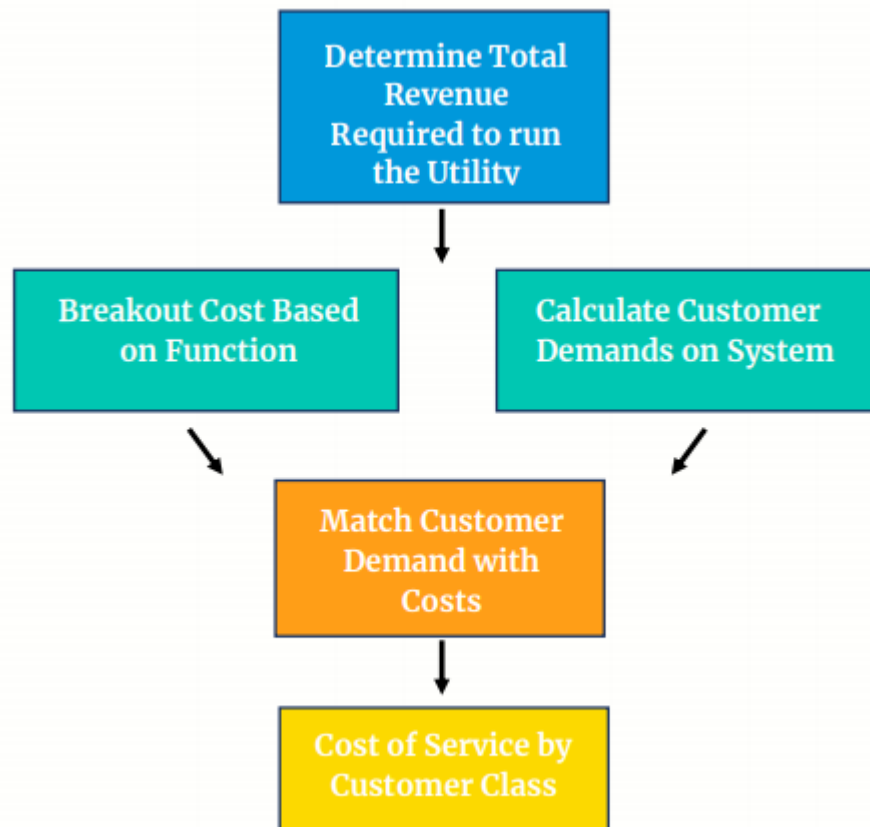 Determine Total
Revenue
Required to run
the Utility
Breakout Cost Based
on Function
Calculate Customer
Demands on System
Match Customer
Demand with
Costs
Cost of Service by
Customer Class